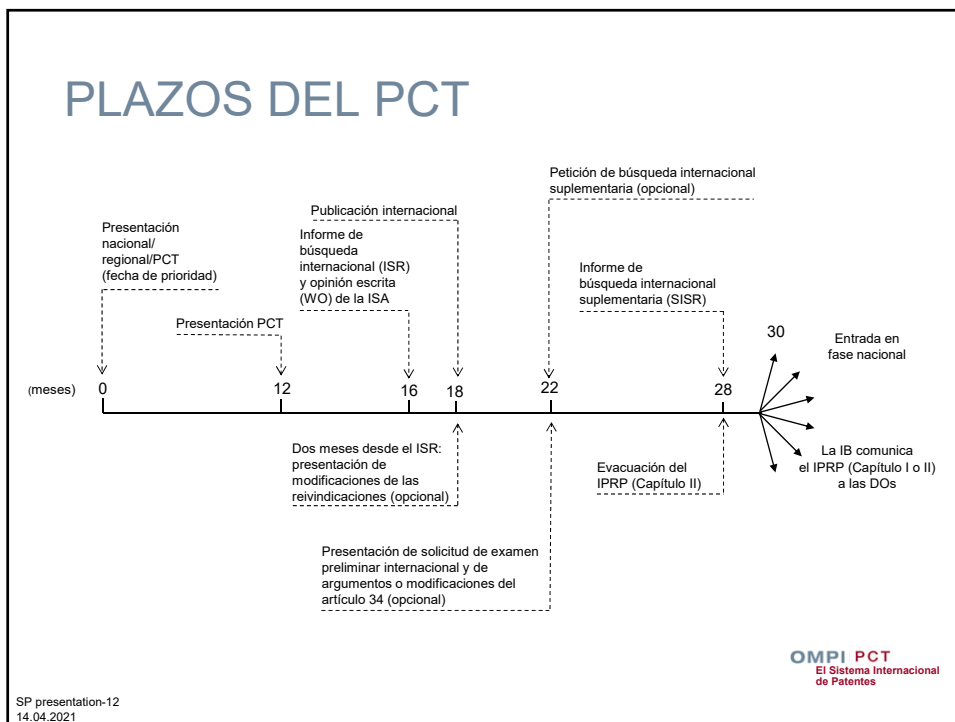 PLAZOS DEL PCT
Petición de búsqueda internacional
suplementaria (opcional)
Publicación internacional
Presentación
nacional/
regional/PCT
(fecha de prioridad)
Informe de
búsqueda
internacional (ISR)
y opinión escrita
(WO) de la ISA
Informe de
búsqueda internacional
suplementaria (SISR)
Presentación PCT
30
Entrada en
fase nacional
(meses) 0 12 16 18 22 28
Dos meses desde el ISR:
presentación de
modificaciones de las
reivindicaciones (opcional)
Evacuación del
IPRP (Capítulo II)
La IB comunica
el IPRP (Capítulo I o II)
a las DOs
Presentación de solicitud de examen
preliminar internacional y de
argumentos o modificaciones del
artículo 34 (opcional)
OMPI PCT
El Sistema Internacional
de Patentes
SP presentation-12
14.04.2021